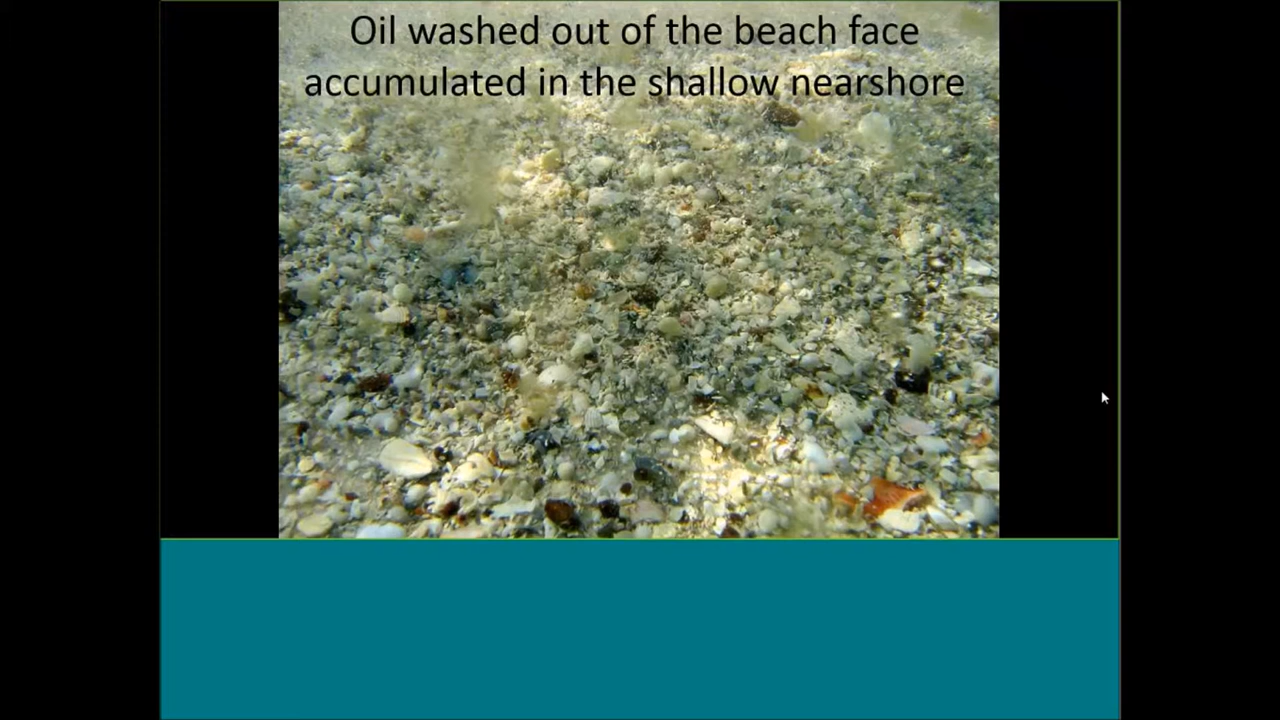 Oil washed out of the beach face
accumulated in the shallow nearshore